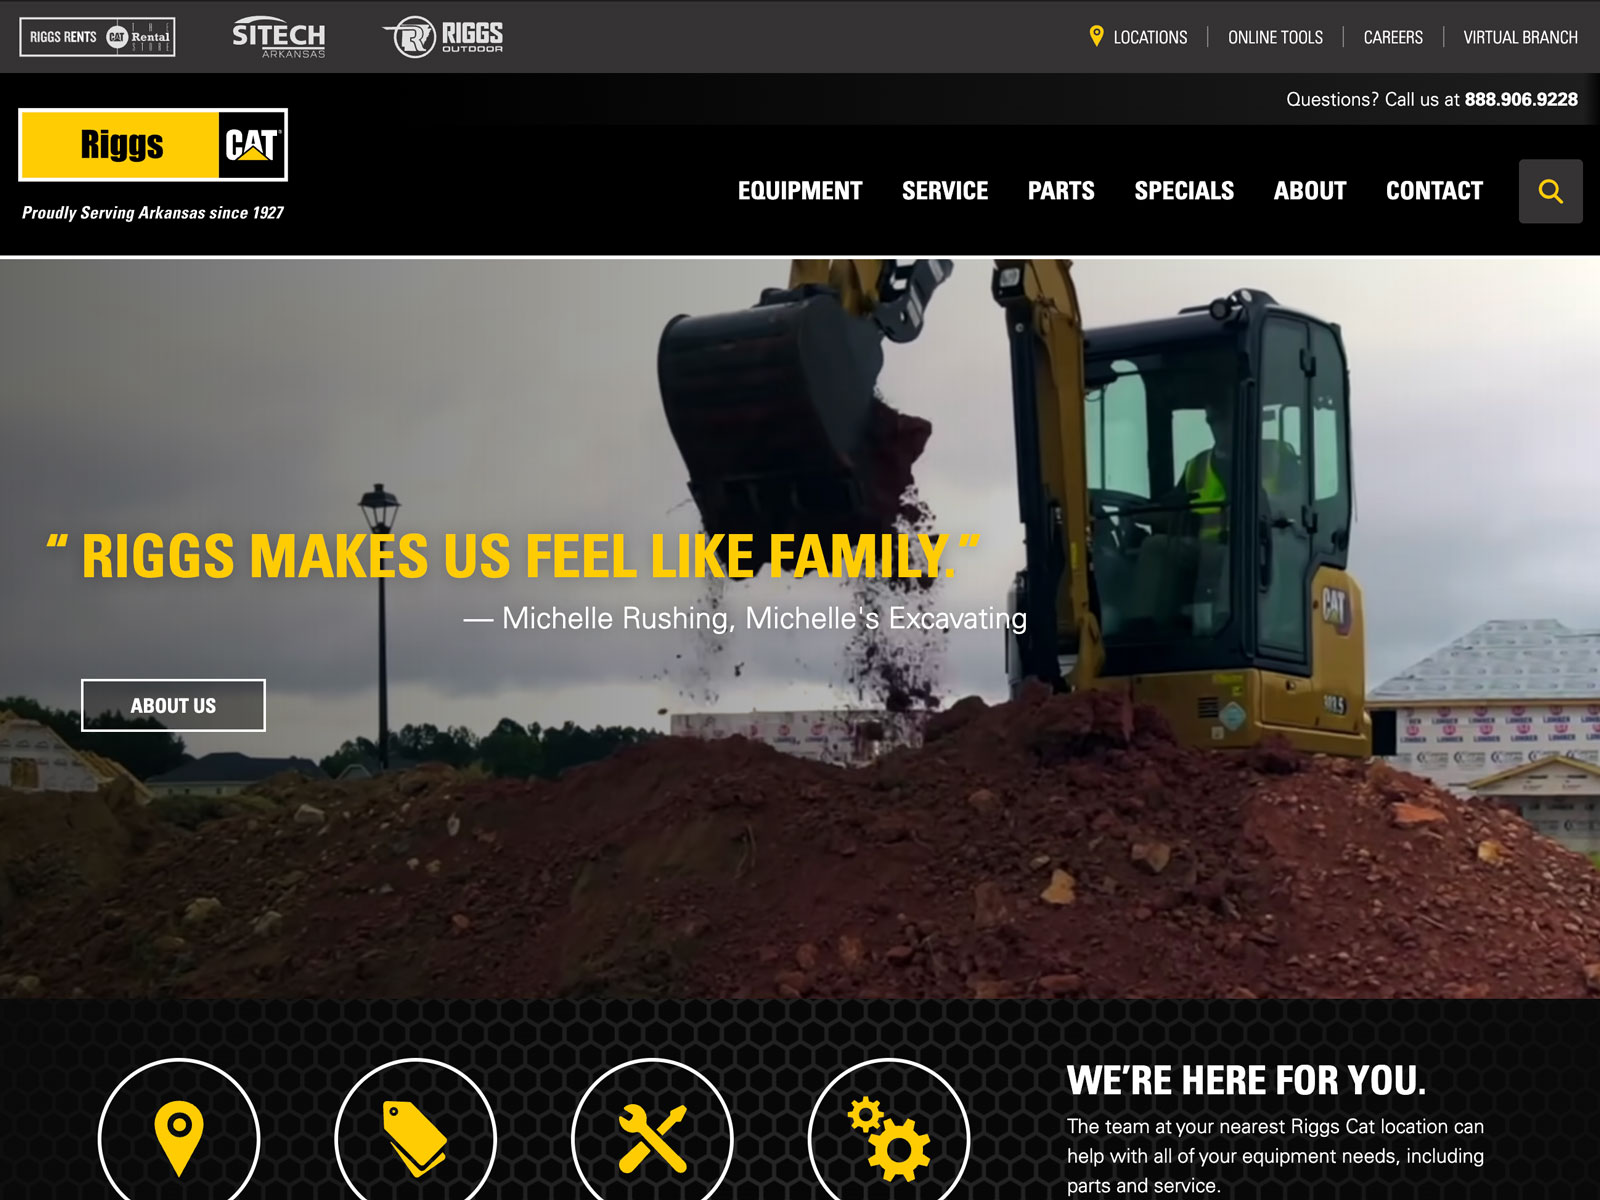 RIGGS RENTS CAT THE Rental STORE
SITECH
ARKANSAS
RIGGS
OUTDOOR
LOCATIONS
ONLINE TOOLS
CAREERS
VIRTUAL BRANCH
Questions? Call us at 888.906.9228
Riggs CAT
Proudly Serving Arkansas since 1927
EQUIPMENT
SERVICE
PARTS
SPECIALS
ABOUT
CONTACT
“ RIGGS MAKES US FEEL LIKE FAMILY.”
— Michelle Rushing, Michelle's Excavating
CAT
ABOUT US
WE’RE HERE FOR YOU.
The team at your nearest Riggs Cat location can
help with all of your equipment needs, including
parts and service.